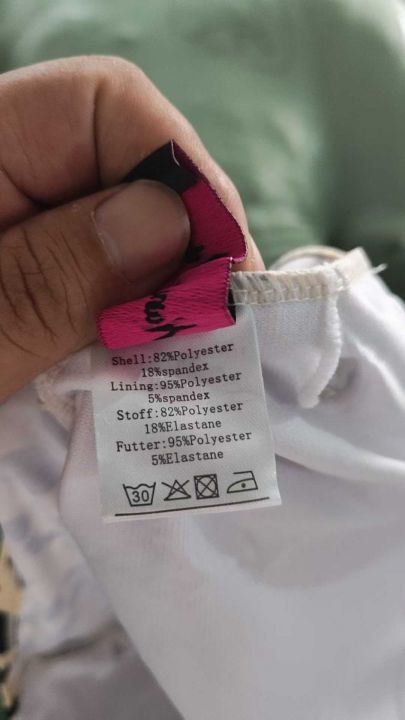 Shell:82%Polyester
18%spandex
Lining:95%Polyester
5%spandex
Stoff:82%Polyester
18%Elastane
Futter:95%Polyester
5%Elastane
30